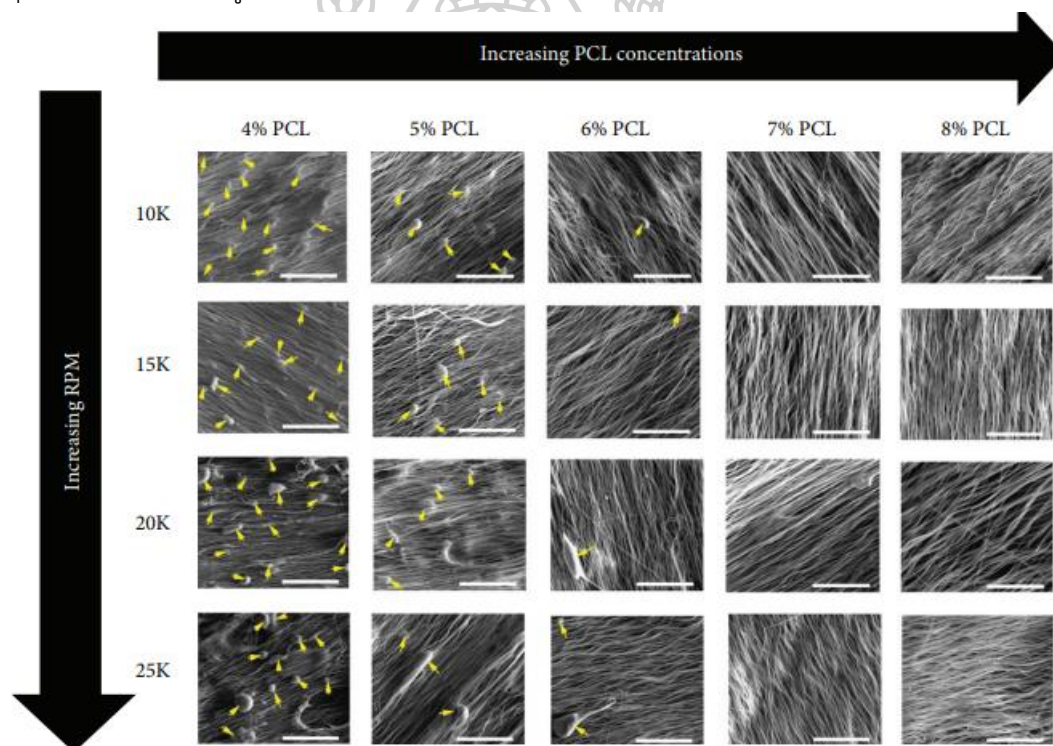 Increasing PCL concentrations
Increasing RPM
4% PCL 5% PCL 6% PCL 7% PCL 8% PCL
10K
15K
20K
25K